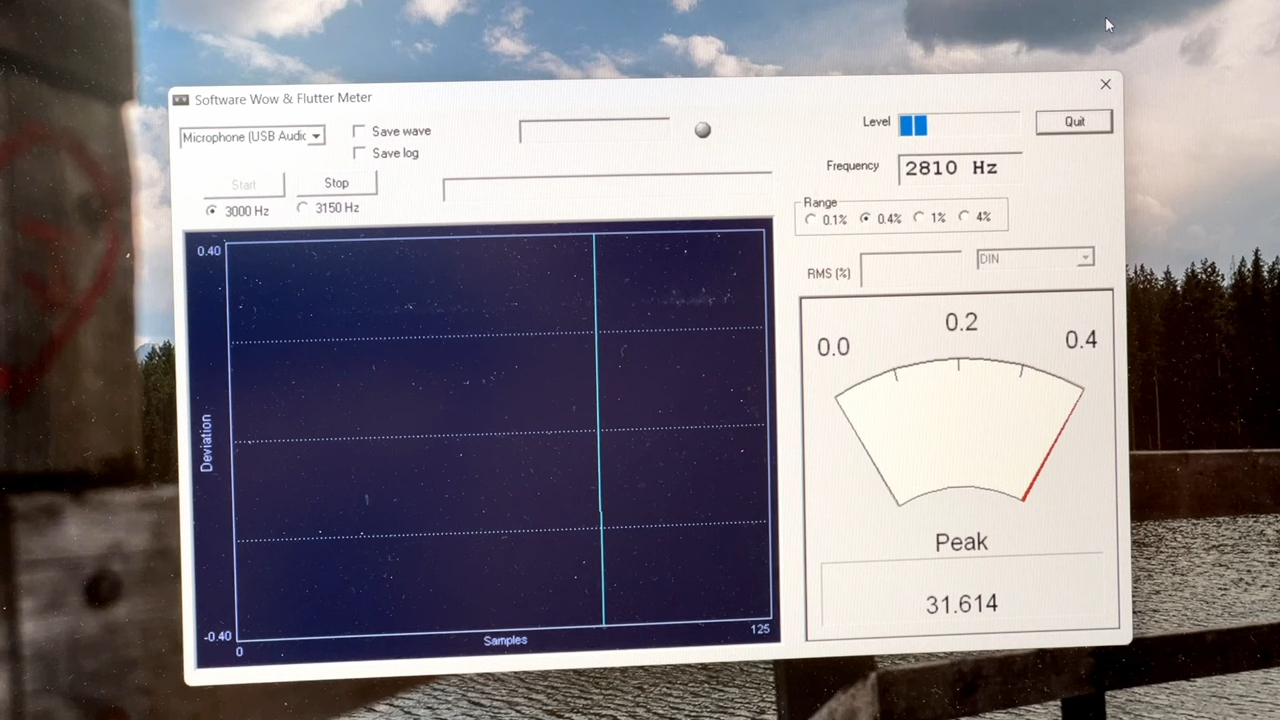 Software Wow & Flutter Meter
Microphone (USB Audic
Save wave
Save log
Level
Quit
Frequency
2810 Hz
Start
Stop
3000 Hz
3150 Hz
Range
0.1%
0.4%
1%
4%
RMS (%)
DIN
0.40
Deviation
-0.40
0
Samples
125
0.0
0.2
0.4
Peak
31.614